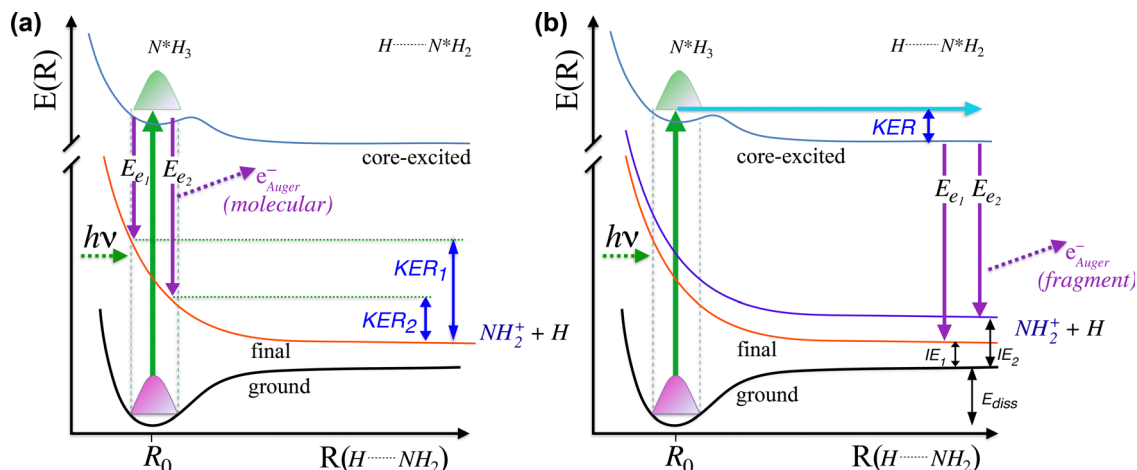 (a)
E(R)
N*H3
H┈┈N*H2
core-excited
Ee1
Ee2
e−Auger
(molecular)
hν
KER1
KER2
NH2+ + H
final
ground
R0
R(H┈┈NH2)
(b)
E(R)
N*H3
H┈┈N*H2
KER
core-excited
Ee1
Ee2
hν
e−Auger
(fragment)
NH2+ + H
final
IE1
IE2
ground
Ediss
R0
R(H┈┈NH2)